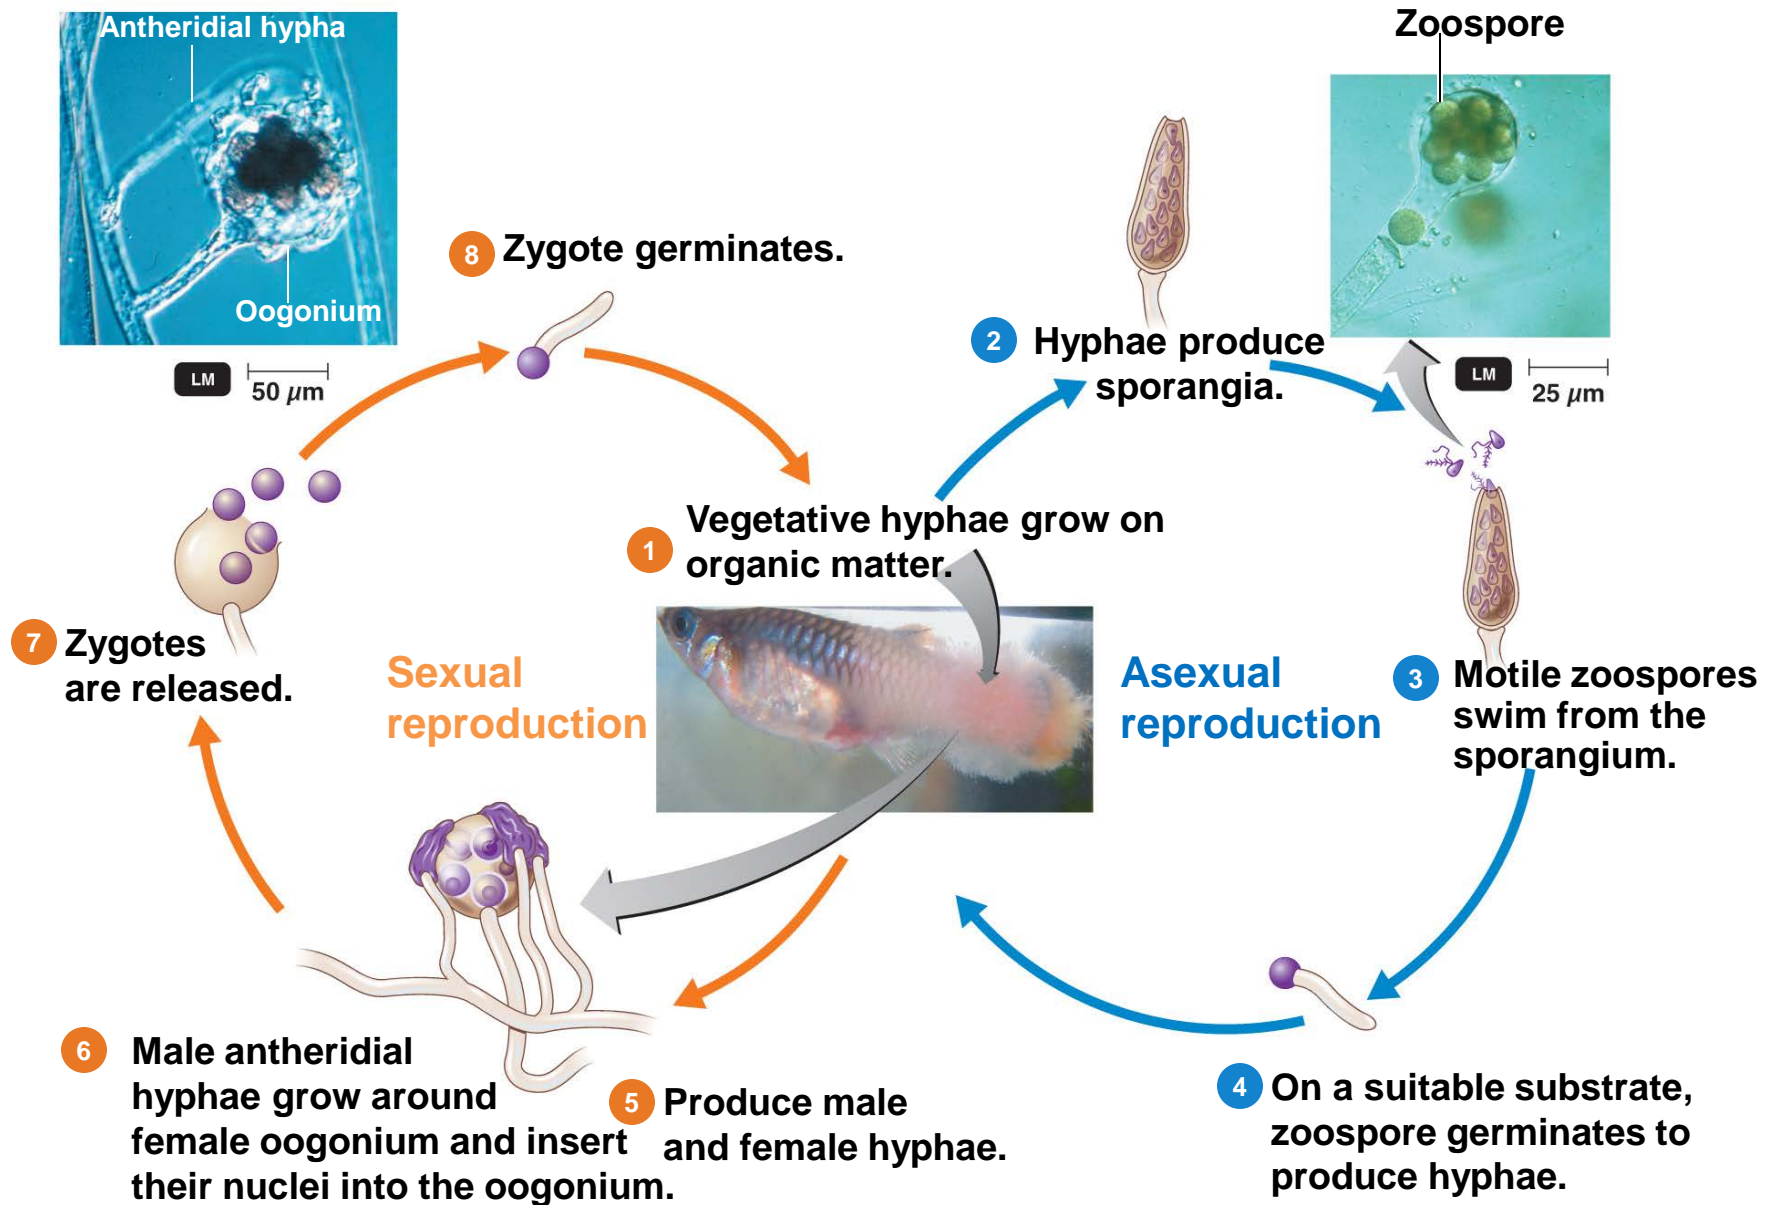 Antheridial hypha
Oogonium
LM
50 µm
Zoospore
LM
25 µm
8 Zygote germinates.
2 Hyphae produce
sporangia.
1 Vegetative hyphae grow on
organic matter.
7 Zygotes
are released.
Sexual
reproduction
Asexual
reproduction
3 Motile zoospores
swim from the
sporangium.
6 Male antheridial
hyphae grow around
female oogonium and insert
their nuclei into the oogonium.
5 Produce male
and female hyphae.
4 On a suitable substrate,
zoospore germinates to
produce hyphae.